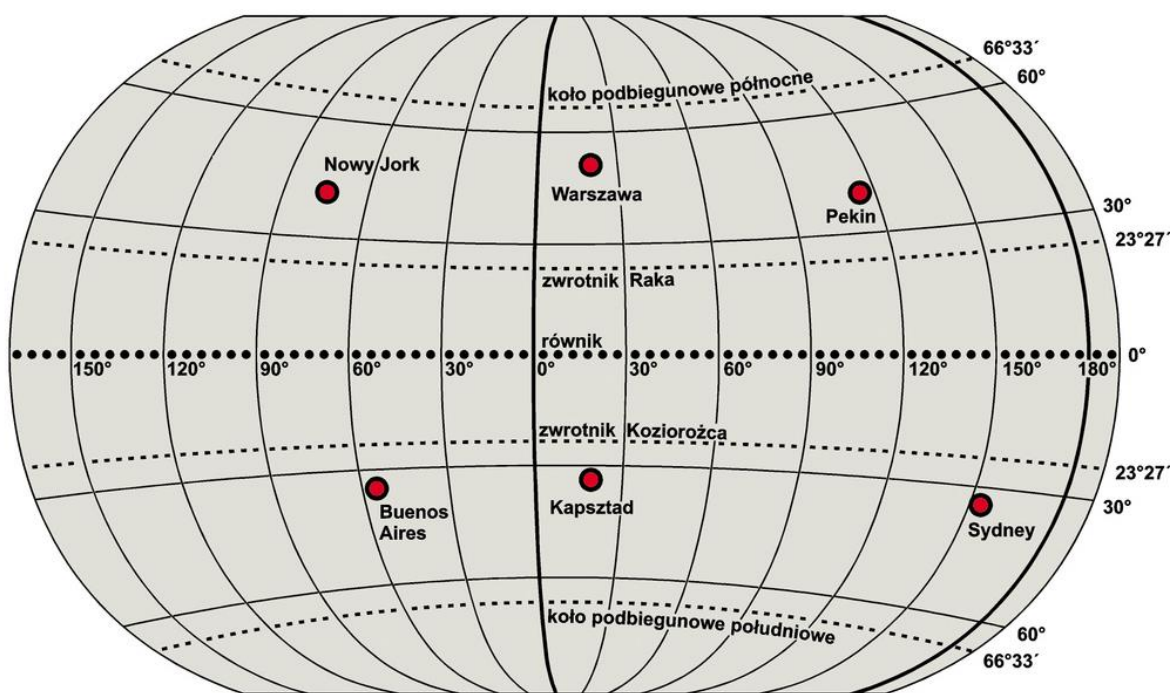 66°33´
60°
koło podbiegunowe północne
Nowy Jork
Warszawa
Pekin
30°
23°27´
zwrotnik Raka
równik
0°
150° 120° 90° 60° 30° 0° 30° 60° 90° 120° 150° 180°
zwrotnik Koziorożca
23°27´
30°
Buenos
Aires
Kapsztad
Sydney
koło podbiegunowe południowe
60°
66°33´